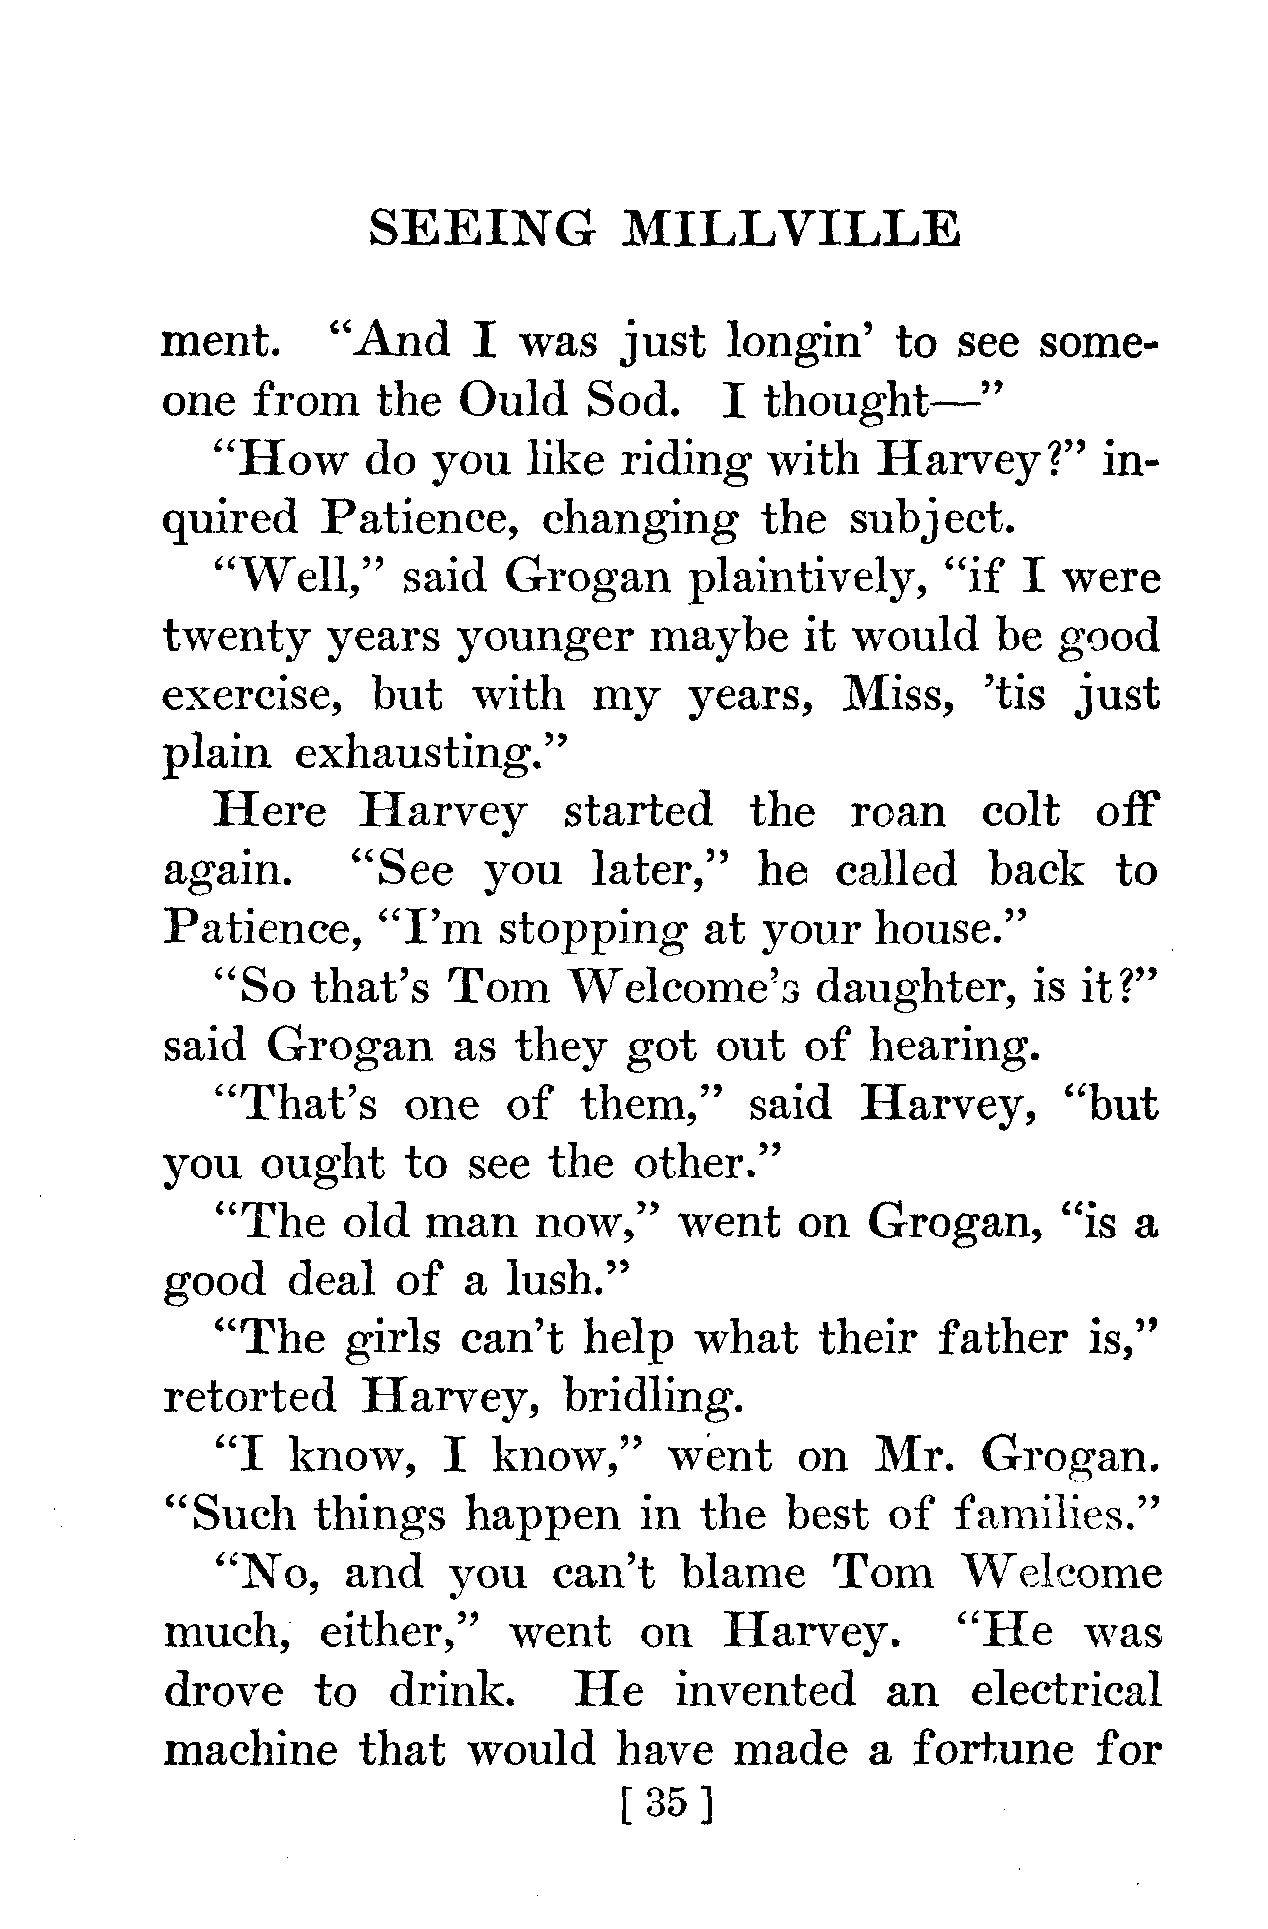 SEEING MILLVILLE
ment. “And I was just longin’ to see some-
one from the Ould Sod. I thought—”
“How do you like riding with Harvey?” in-
quired Patience, changing the subject.
“Well,” said Grogan plaintively, “if I were
twenty years younger maybe it would be good
exercise, but with my years, Miss, ’tis just
plain exhausting.”
Here Harvey started the roan colt off
again. “See you later,” he called back to
Patience, “I’m stopping at your house.”
“So that’s Tom Welcome’s daughter, is it?”
said Grogan as they got out of hearing.
“That’s one of them,” said Harvey, “but
you ought to see the other.”
“The old man now,” went on Grogan, “is a
good deal of a lush.”
“The girls can’t help what their father is,”
retorted Harvey, bridling.
“I know, I know,” went on Mr. Grogan.
“Such things happen in the best of families.”
“No, and you can’t blame Tom Welcome
much, either,” went on Harvey. “He was
drove to drink. He invented an electrical
machine that would have made a fortune for
[ 35 ]